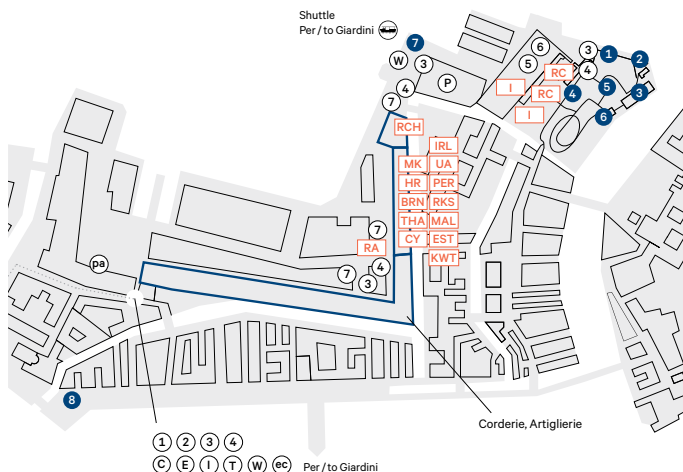 Shuttle
Per / to Giardini
7
W
3
P
4
7
6
5
3
4
1
2
RC
I
RC
4
5
3
I
6
RCH
IRL
MK UA
HR PER
BRN RKS
THA MAL
CY EST
KWT
7
RA
7
4
3
pa
8
Corderie, Artiglierie
1 2 3 4
C E I T W ec Per / to Giardini